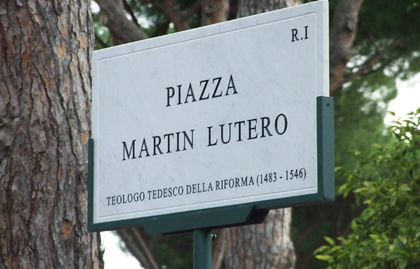 R.I
PIAZZA
MARTIN LUTERO
TEOLOGO TEDESCO DELLA RIFORMA (1483 - 1546)